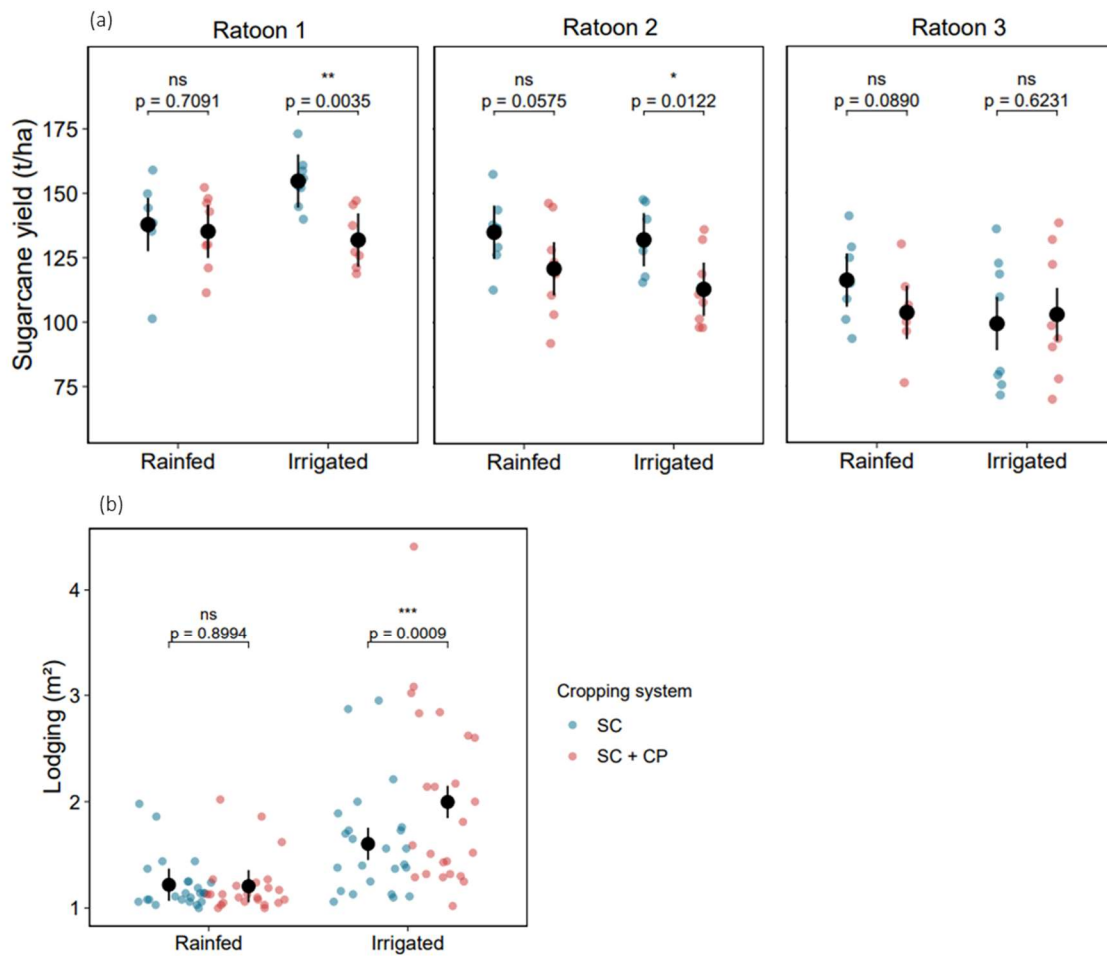 (a)
Ratoon 1
Ratoon 2
Ratoon 3
ns
p = 0.7091
**
p = 0.0035
ns
p = 0.0575
*
p = 0.0122
ns
p = 0.0890
ns
p = 0.6231
Sugarcane yield (t/ha)
175
150
125
100
75
Rainfed
Irrigated
Rainfed
Irrigated
Rainfed
Irrigated
(b)
ns
p = 0.8994
***
p = 0.0009
Lodging (m²)
4
3
2
1
Rainfed
Irrigated
Cropping system
SC
SC + CP